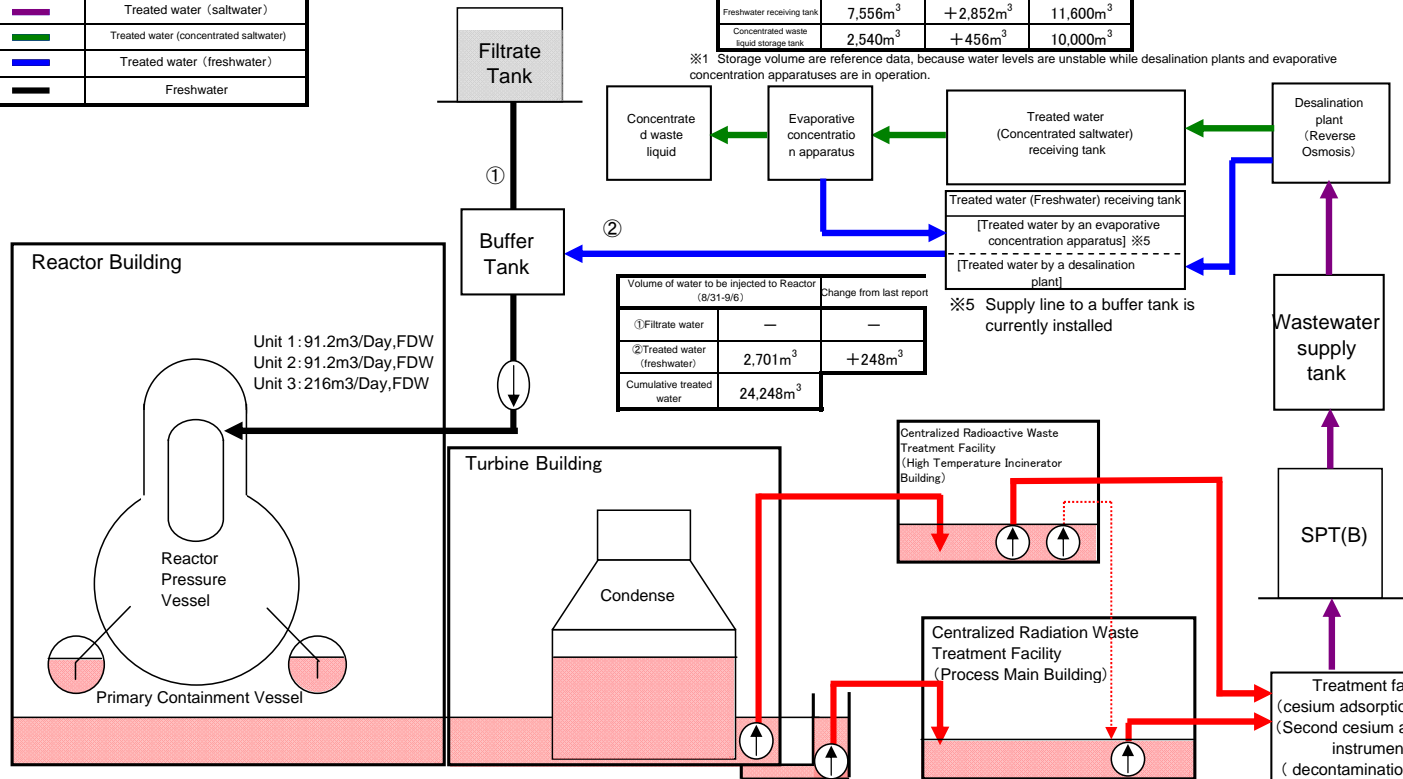 Treated water（saltwater）
Treated water (concentrated saltwater)
Treated water（freshwater）
Freshwater
Filtrate
Tank
Freshwater receiving tank 7,556m³ ＋2,852m³ 11,600m³
Concentrated waste
liquid storage tank 2,540m³ ＋456m³ 10,000m³
※1 Storage volume are reference data, because water levels are unstable while desalination plants and evaporative
concentration apparatuses are in operation.
Concentrate
d waste
liquid
Evaporative
concentratio
n apparatus
Treated water
(Concentrated saltwater)
receiving tank
Desalination
plant
（Reverse
Osmosis）
①
Buffer
Tank
②
Treated water (Freshwater) receiving tank
[Treated water by an evaporative
concentration apparatus] ※5
[Treated water by a desalination
plant]
※5 Supply line to a buffer tank is
currently installed
Volume of water to be injected to Reactor
（8/31-9/6）
Change from last report
①Filtrate water － －
②Treated water
（freshwater） 2,701m³ ＋248m³
Cumulative treated
water 24,248m³
Wastewater
supply
tank
SPT(B)
Reactor Building
Unit 1：91.2m3/Day,FDW
Unit 2：91.2m3/Day,FDW
Unit 3：216m3/Day,FDW
Reactor
Pressure
Vessel
Primary Containment Vessel
Turbine Building
Condense
Centralized Radioactive Waste
Treatment Facility
（High Temperature Incinerator
Building）
Centralized Radiation Waste
Treatment Facility
（Process Main Building）
Treatment fa
（cesium adsorptio
（Second cesium a
instrumen
（ decontaminatio